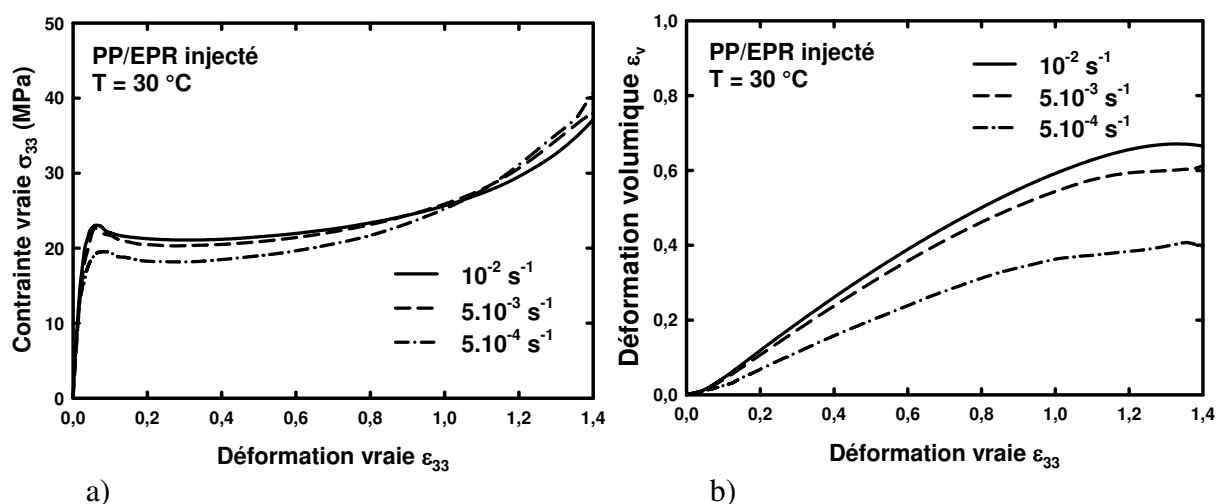 PP/EPR injecté
T = 30 °C
Contrainte vraie σ33 (MPa)
50
40
30
20
10
0
10-2 s-1
5.10-3 s-1
5.10-4 s-1
0,0 0,2 0,4 0,6 0,8 1,0 1,2 1,4
Déformation vraie ε33
a)
PP/EPR injecté
T = 30 °C
10-2 s-1
5.10-3 s-1
5.10-4 s-1
Déformation volumique εv
1,0
0,8
0,6
0,4
0,2
0,0
0,0 0,2 0,4 0,6 0,8 1,0 1,2 1,4
Déformation vraie ε33
b)